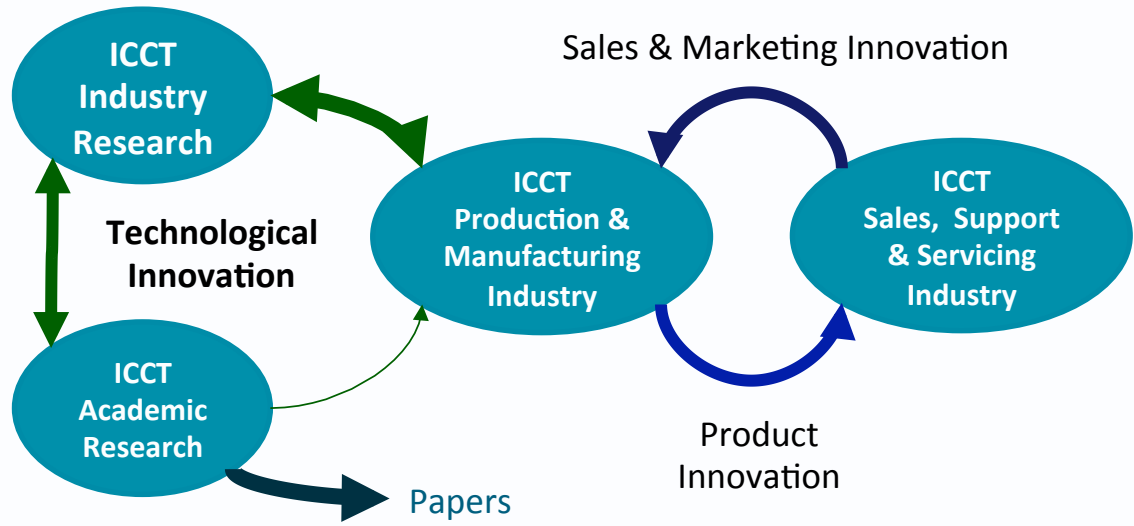 ICCT
Industry
Research
Sales & Marketing Innovation
ICCT
Production &
Manufacturing
Industry
ICCT
Sales, Support
& Servicing
Industry
Technological
Innovation
ICCT
Academic
Research
Product
Innovation
Papers